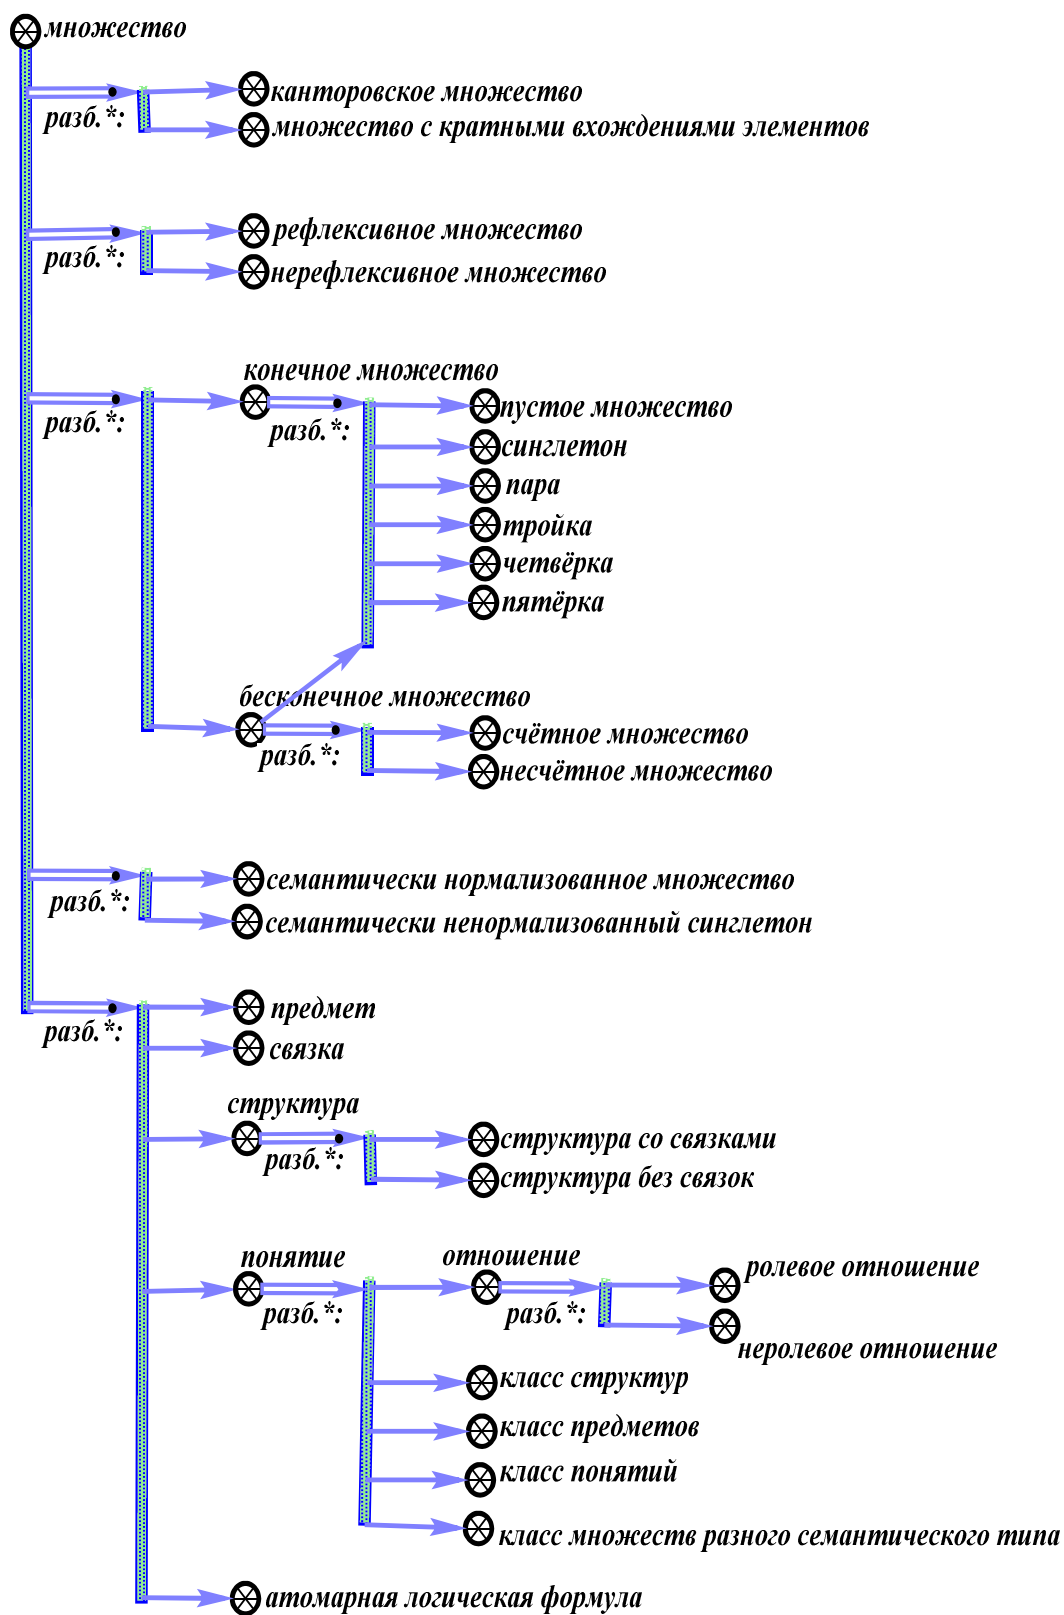 множество
канторовское множество
разб.*:
множество с кратными вхождениями элементов
рефлексивное множество
разб.*:
нерефлексивное множество
конечное множество
пустое множество
разб.*:
разб.*:
синглетон
пара
тройка
четвёрка
пятёрка
бесконечное множество
счётное множество
разб.*:
несчётное множество
семантически нормализованное множество
разб.*:
семантически ненормализованный синглетон
предмет
разб.*:
связка
структура
структура со связками
разб.*:
структура без связок
понятие
отношение
ролевое отношение
разб.*:
разб.*:
неролевое отношение
класс структур
класс предметов
класс понятий
класс множеств разного семантического типа
атомарная логическая формула